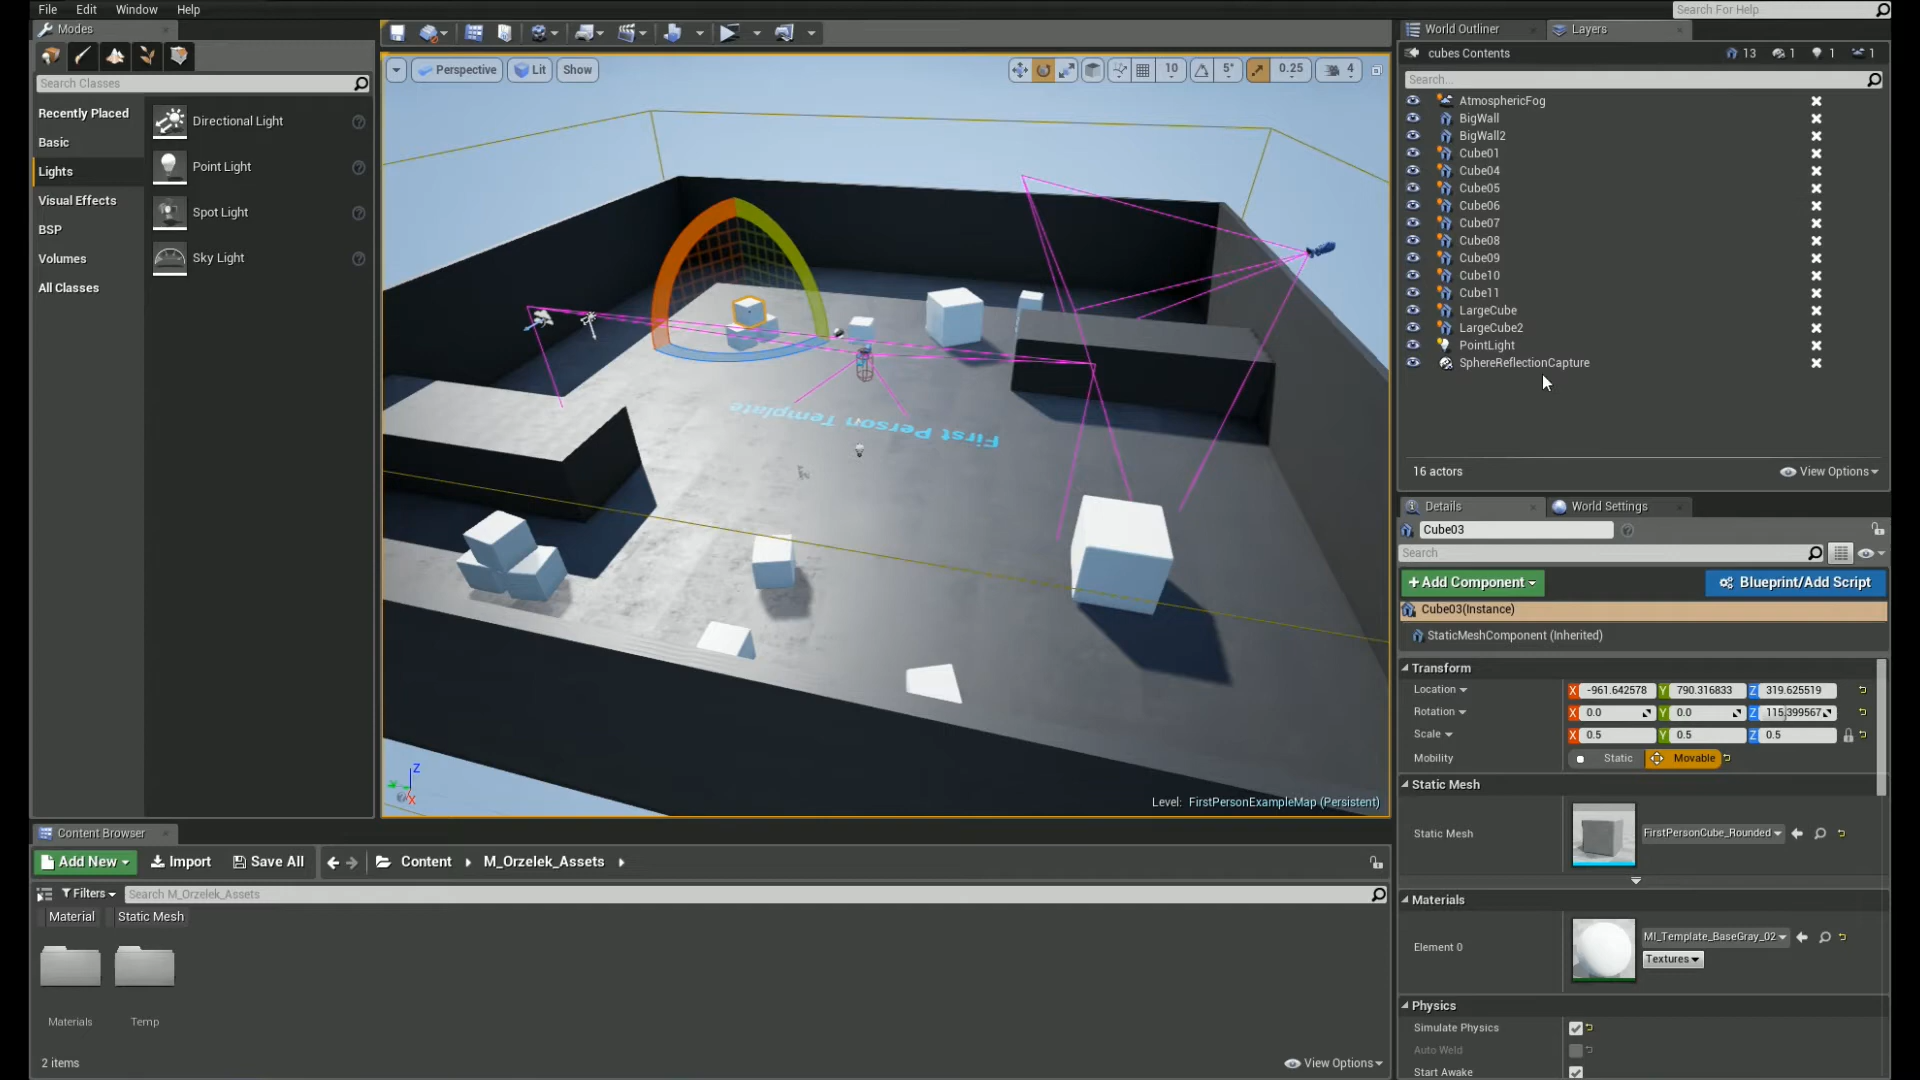 File Edit Window Help
Search For Help
Modes
Search Classes
Recently Placed
Basic
Lights
Visual Effects
BSP
Volumes
All Classes
Directional Light
Point Light
Spot Light
Sky Light
Perspective Lit Show
10 5° 0.25 4
First Person Template
Level: FirstPersonExampleMap (Persistent)
Z
X
World Outliner Layers
cubes Contents 13 1 1 1
Search...
AtmosphericFog
BigWall
BigWall2
Cube01
Cube04
Cube05
Cube06
Cube07
Cube08
Cube09
Cube10
Cube11
LargeCube
LargeCube2
PointLight
SphereReflectionCapture
16 actors View Options
Details World Settings
Cube03
Search
+Add Component Blueprint/Add Script
Cube03(Instance)
StaticMeshComponent (Inherited)
Transform
Location X -961.642578 Y 790.316833 Z 319.625519
Rotation X 0.0 Y 0.0 Z 115.399567
Scale X 0.5 Y 0.5 Z 0.5
Mobility Static Movable
Static Mesh
Static Mesh FirstPersonCube_Rounded
Materials
Element 0 MI_Template_BaseGray_02
Textures
Physics
Simulate Physics
Auto Weld
Start Awake
Content Browser
Add New Import Save All Content M_Orzelek_Assets
Filters Search M_Orzelek_Assets
Material Static Mesh
Materials Temp
2 items View Options